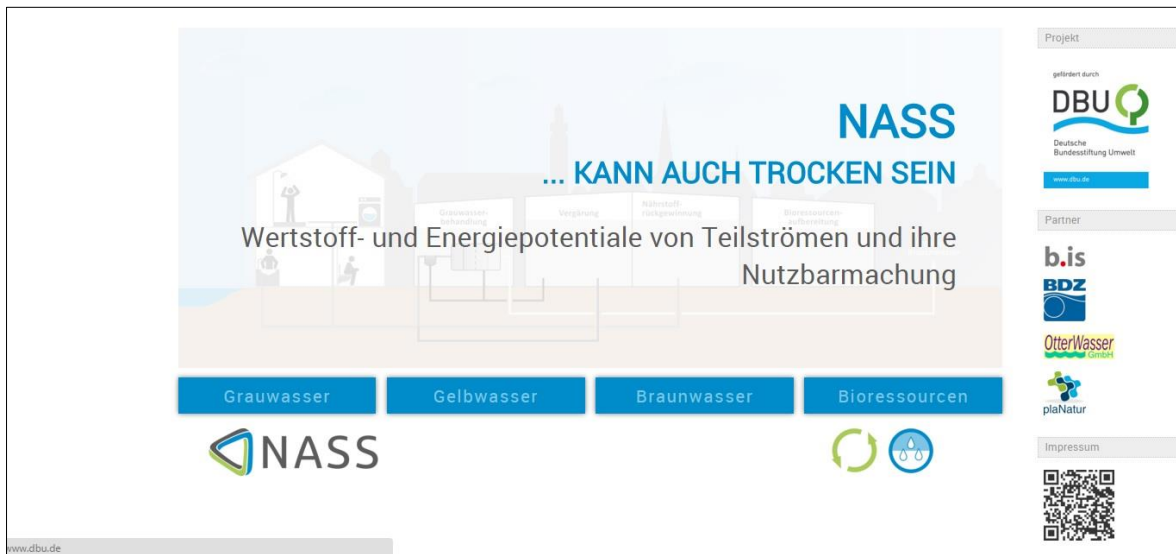 NASS
... KANN AUCH TROCKEN SEIN
Grauwasser-
behandlung
Vergärung
Nährstoff-
rückgewinnung
Bioressourcen-
aufbereitung
Wertstoff- und Energiepotentiale von Teilströmen und ihre
Nutzbarmachung
Grauwasser
Gelbwasser
Braunwasser
Bioressourcen
NASS
Projekt
gefördert durch
DBU
Deutsche
Bundesstiftung Umwelt
www.dbu.de
Partner
b.is
BDZ
OtterWasser
GmbH
plaNatur
Impressum
www.dbu.de